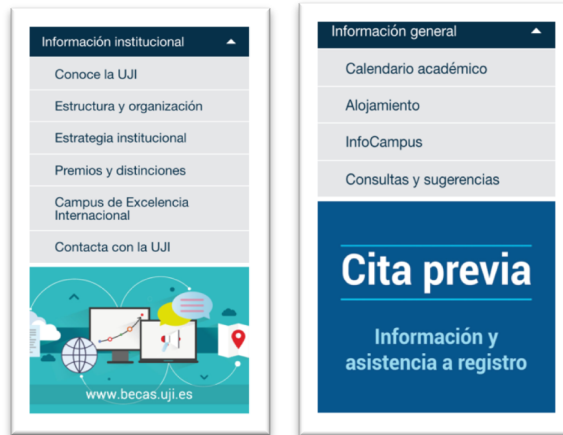 Información institucional
Conoce la UJI
Estructura y organización
Estrategia institucional
Premios y distinciones
Campus de Excelencia
Internacional
Contacta con la UJI
www.becas.uji.es
Información general
Calendario académico
Alojamiento
InfoCampus
Consultas y sugerencias
Cita previa
Información y
asistencia a registro